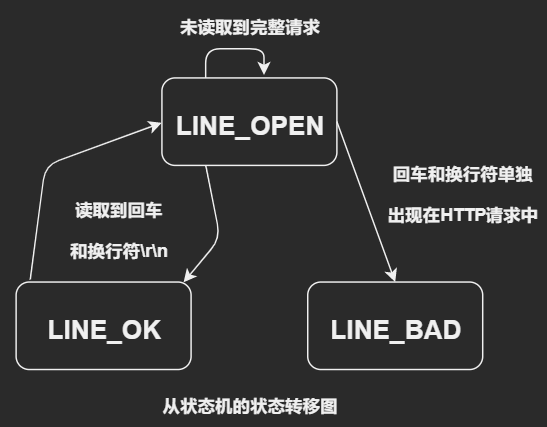 未读取到完整请求
LINE_OPEN
回车和换行符单独
出现在HTTP请求中
读取到回车
和换行符\r\n
LINE_OK
LINE_BAD
从状态机的状态转移图